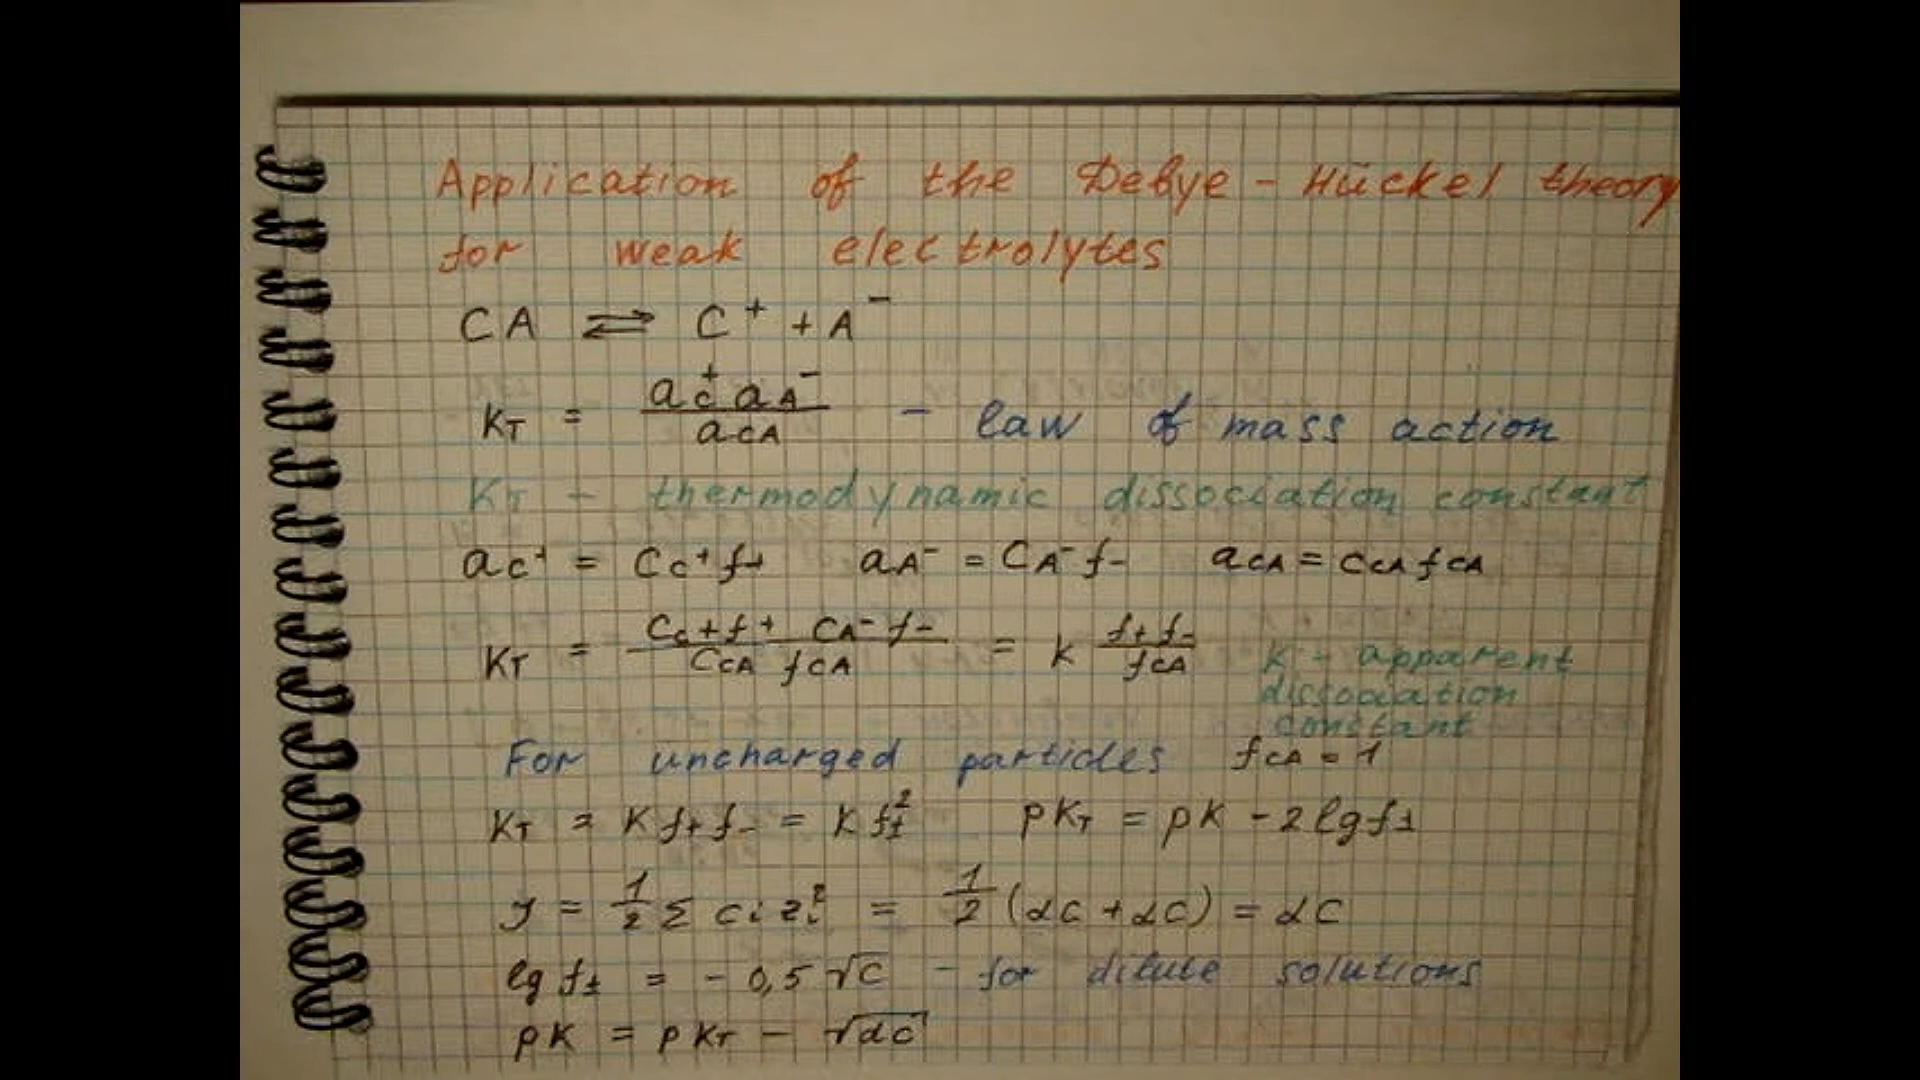 Application of the Debye - Hückel theory
for weak electrolytes
CA ⇌ C⁺ + A⁻
K_T = a_C⁺ a_A⁻ / a_CA - law of mass action
K_T - thermodynamic dissociation constant
a_C⁺ = C_C⁺ f₊ a_A⁻ = C_A⁻ f₋ a_CA = C_CA f_CA
K_T = C_C⁺ f₊ C_A⁻ f₋ / C_CA f_CA = K f₊ f₋ / f_CA K - apparent
dissociation
constant
For uncharged particles f_CA = 1
K_T = K f₊ f₋ = K f±² pK_T = pK - 2 lg f±
J = 1/2 Σ c_i z_i² = 1/2 (αC + αC) = αC
lg f± = - 0,5 √C - for dilute solutions
pK = pK_T - √αC